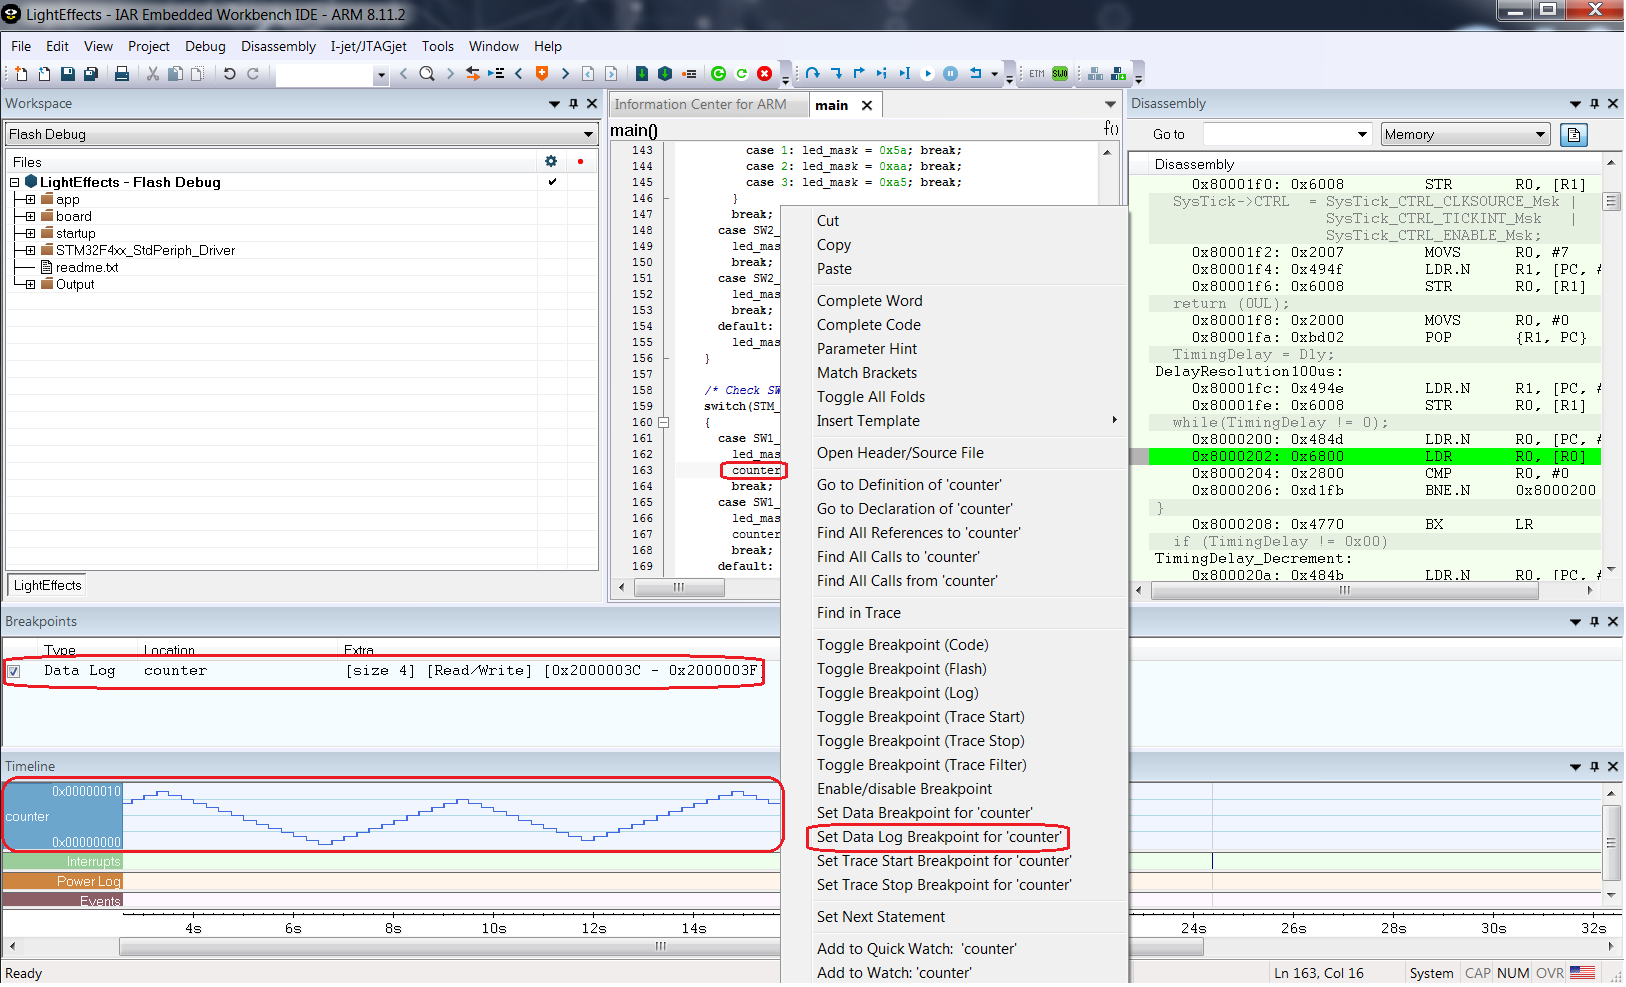 LightEffects - IAR Embedded Workbench IDE - ARM 8.11.2
File Edit View Project Debug Disassembly I-jet/JTAGjet Tools Window Help
ETM SWO
Workspace
Flash Debug
Files
LightEffects - Flash Debug
app
board
startup
STM32F4xx_StdPeriph_Driver
readme.txt
Output
LightEffects
Information Center for ARM main
main() f()
143 case 1: led_mask = 0x5a; break;
144 case 2: led_mask = 0xaa; break;
145 case 3: led_mask = 0xa5; break;
146 }
147 break;
148 case SW2_
149 led_mas
150 break;
151 case SW2_
152 led_mas
153 break;
154 default:
155 led_mas
156 }
157
158 /* Check SW
159 switch(STM_
160 {
161 case SW1_
162 led_mas
163 counter
164 break;
165 case SW1_
166 led_mas
167 counter
168 break;
169 default:
Cut
Copy
Paste
Complete Word
Complete Code
Parameter Hint
Match Brackets
Toggle All Folds
Insert Template
Open Header/Source File
Go to Definition of 'counter'
Go to Declaration of 'counter'
Find All References to 'counter'
Find All Calls to 'counter'
Find All Calls from 'counter'
Find in Trace
Toggle Breakpoint (Code)
Toggle Breakpoint (Flash)
Toggle Breakpoint (Log)
Toggle Breakpoint (Trace Start)
Toggle Breakpoint (Trace Stop)
Toggle Breakpoint (Trace Filter)
Enable/disable Breakpoint
Set Data Breakpoint for 'counter'
Set Data Log Breakpoint for 'counter'
Set Trace Start Breakpoint for 'counter'
Set Trace Stop Breakpoint for 'counter'
Set Next Statement
Add to Quick Watch: 'counter'
Add to Watch: 'counter'
Disassembly
Go to Memory
Disassembly
0x80001f0: 0x6008 STR R0, [R1]
SysTick->CTRL = SysTick_CTRL_CLKSOURCE_Msk |
SysTick_CTRL_TICKINT_Msk |
SysTick_CTRL_ENABLE_Msk;
0x80001f2: 0x2007 MOVS R0, #7
0x80001f4: 0x494f LDR.N R1, [PC, #
0x80001f6: 0x6008 STR R0, [R1]
return (0UL);
0x80001f8: 0x2000 MOVS R0, #0
0x80001fa: 0xbd02 POP {R1, PC}
TimingDelay = Dly;
DelayResolution100us:
0x80001fc: 0x494e LDR.N R1, [PC, #
0x80001fe: 0x6008 STR R0, [R1]
while(TimingDelay != 0);
0x8000200: 0x484d LDR.N R0, [PC, #
0x8000202: 0x6800 LDR R0, [R0]
0x8000204: 0x2800 CMP R0, #0
0x8000206: 0xd1fb BNE.N 0x8000200
}
0x8000208: 0x4770 BX LR
if (TimingDelay != 0x00)
TimingDelay_Decrement:
0x800020a: 0x484b LDR.N R0, [PC, #
Breakpoints
Type Location Extra
Data Log counter [size 4] [Read/Write] [0x2000003C - 0x2000003F]
Timeline
0x00000010
counter
0x00000000
Interrupts
Power Log
Events
4s 6s 8s 10s 12s 14s 24s 26s 28s 30s 32s
Ready Ln 163, Col 16 System CAP NUM OVR